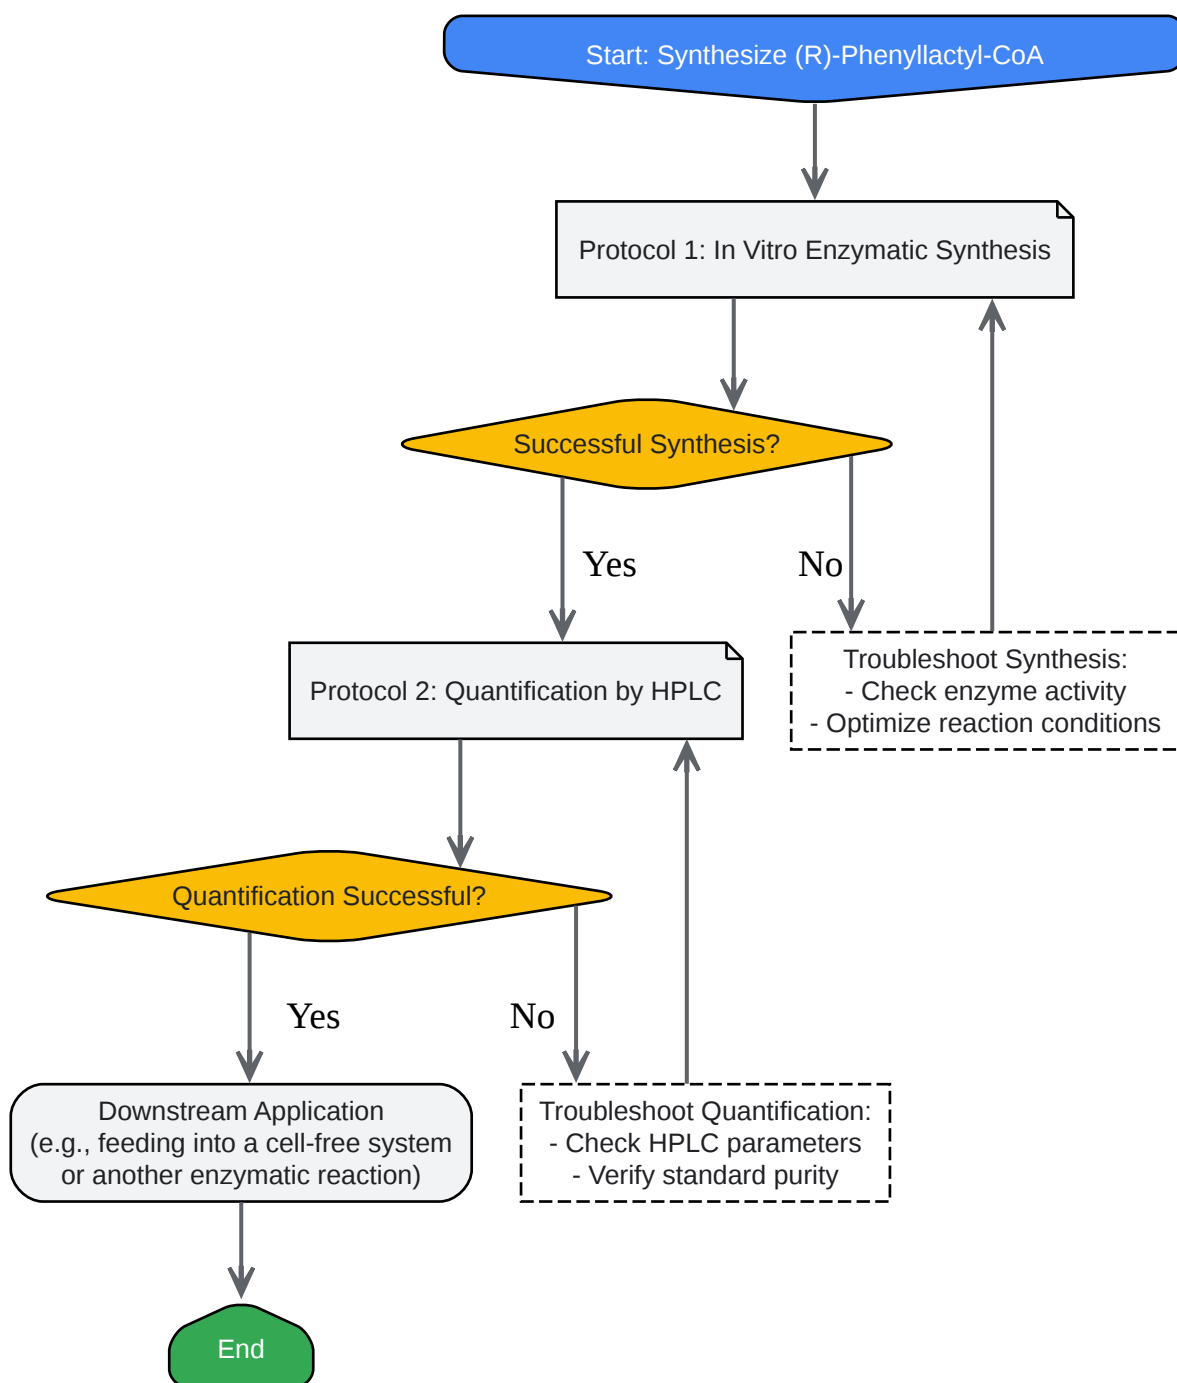 Start: Synthesize (R)-Phenyllactyl-CoA
Protocol 1: In Vitro Enzymatic Synthesis
Successful Synthesis?
Yes
No
Troubleshoot Synthesis:
- Check enzyme activity
- Optimize reaction conditions
Protocol 2: Quantification by HPLC
Quantification Successful?
Yes
No
Downstream Application
(e.g., feeding into a cell-free system
or another enzymatic reaction)
Troubleshoot Quantification:
- Check HPLC parameters
- Verify standard purity
End